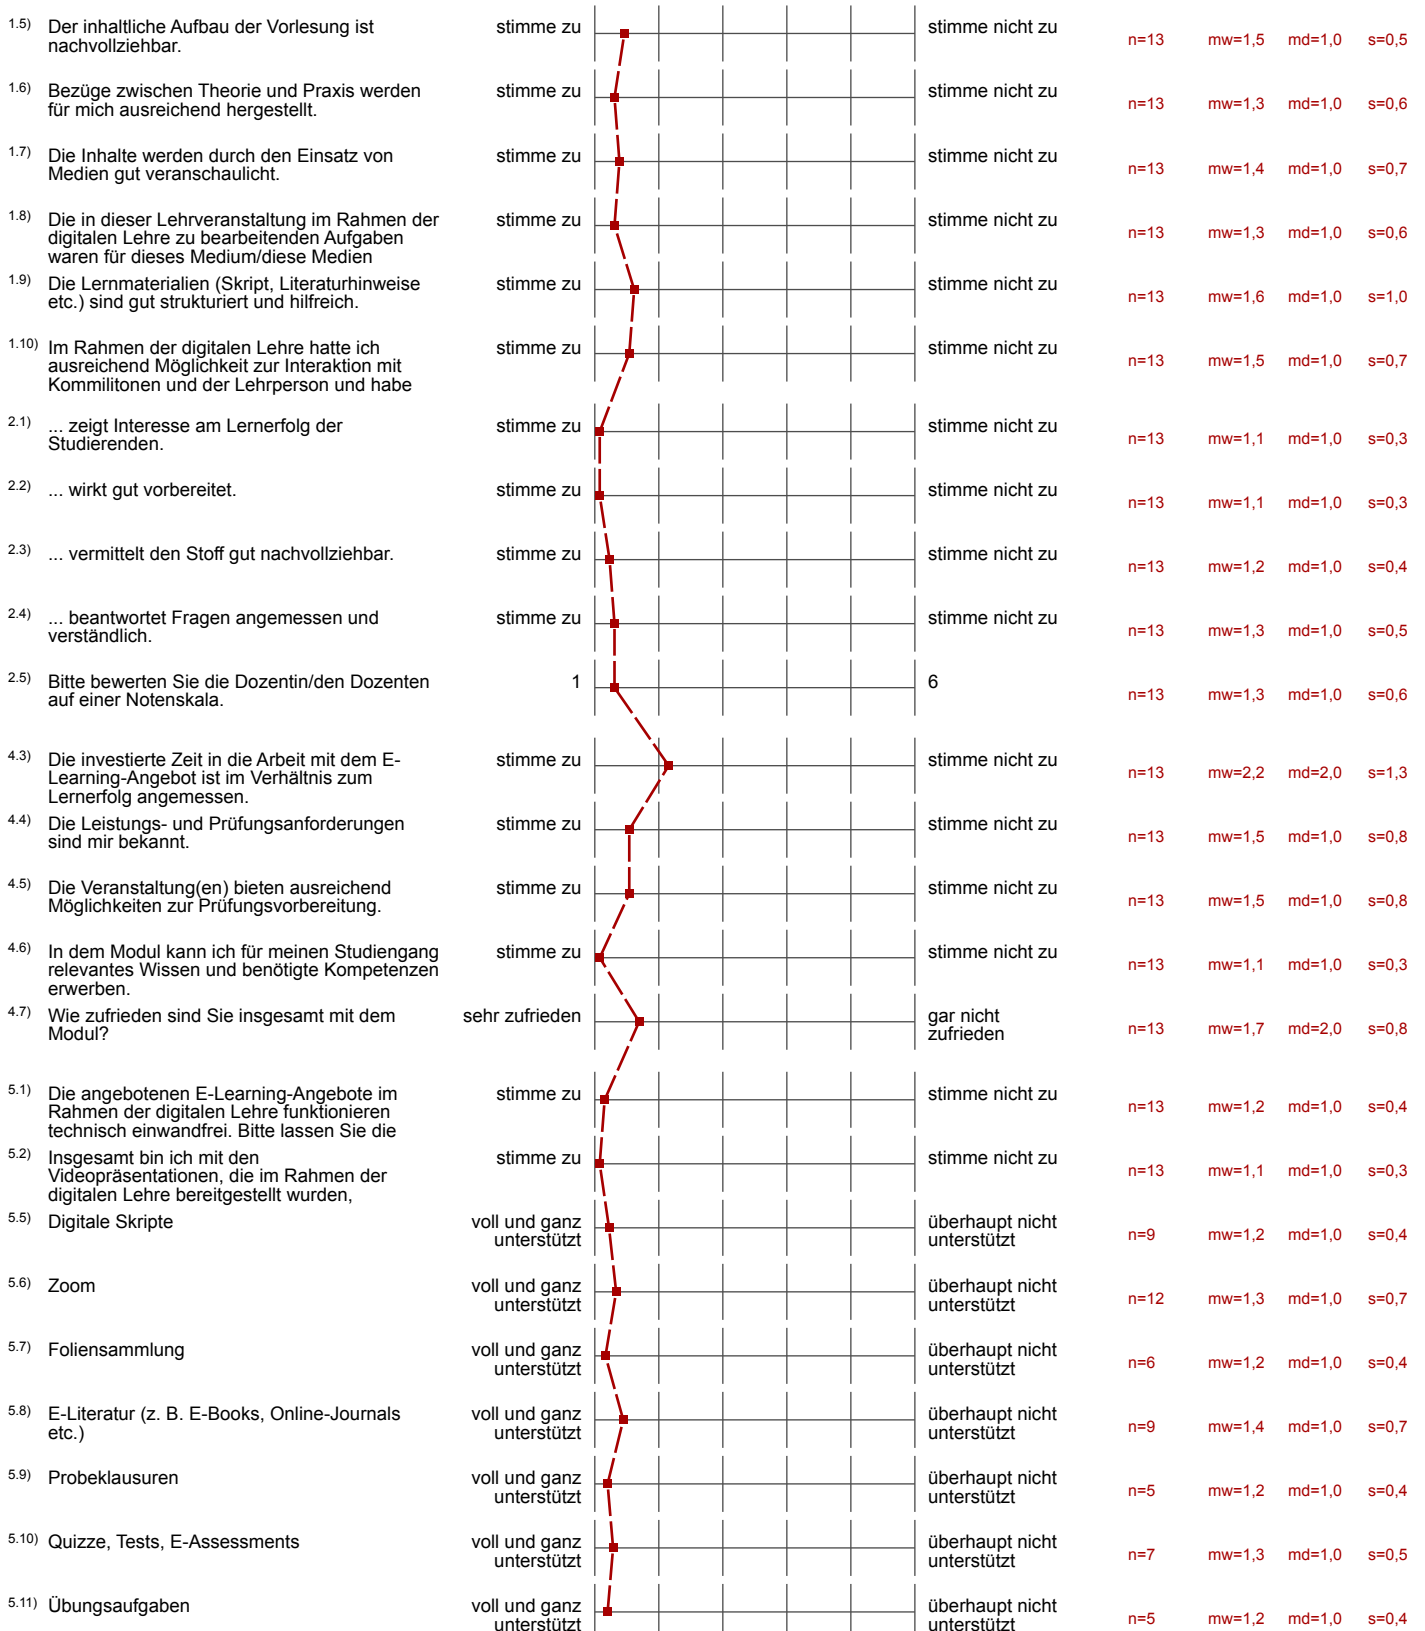 1.5) Der inhaltliche Aufbau der Vorlesung ist
nachvollziehbar.
stimme zu
stimme nicht zu
n=13 mw=1,5 md=1,0 s=0,5
1.6) Bezüge zwischen Theorie und Praxis werden
für mich ausreichend hergestellt.
stimme zu
stimme nicht zu
n=13 mw=1,3 md=1,0 s=0,6
1.7) Die Inhalte werden durch den Einsatz von
Medien gut veranschaulicht.
stimme zu
stimme nicht zu
n=13 mw=1,4 md=1,0 s=0,7
1.8) Die in dieser Lehrveranstaltung im Rahmen der
digitalen Lehre zu bearbeitenden Aufgaben
waren für dieses Medium/diese Medien
stimme zu
stimme nicht zu
n=13 mw=1,3 md=1,0 s=0,6
1.9) Die Lernmaterialien (Skript, Literaturhinweise
etc.) sind gut strukturiert und hilfreich.
stimme zu
stimme nicht zu
n=13 mw=1,6 md=1,0 s=1,0
1.10) Im Rahmen der digitalen Lehre hatte ich
ausreichend Möglichkeit zur Interaktion mit
Kommilitonen und der Lehrperson und habe
stimme zu
stimme nicht zu
n=13 mw=1,5 md=1,0 s=0,7
2.1) ... zeigt Interesse am Lernerfolg der
Studierenden.
stimme zu
stimme nicht zu
n=13 mw=1,1 md=1,0 s=0,3
2.2) ... wirkt gut vorbereitet.
stimme zu
stimme nicht zu
n=13 mw=1,1 md=1,0 s=0,3
2.3) ... vermittelt den Stoff gut nachvollziehbar.
stimme zu
stimme nicht zu
n=13 mw=1,2 md=1,0 s=0,4
2.4) ... beantwortet Fragen angemessen und
verständlich.
stimme zu
stimme nicht zu
n=13 mw=1,3 md=1,0 s=0,5
2.5) Bitte bewerten Sie die Dozentin/den Dozenten
auf einer Notenskala.
1
6
n=13 mw=1,3 md=1,0 s=0,6
4.3) Die investierte Zeit in die Arbeit mit dem E-
Learning-Angebot ist im Verhältnis zum
Lernerfolg angemessen.
stimme zu
stimme nicht zu
n=13 mw=2,2 md=2,0 s=1,3
4.4) Die Leistungs- und Prüfungsanforderungen
sind mir bekannt.
stimme zu
stimme nicht zu
n=13 mw=1,5 md=1,0 s=0,8
4.5) Die Veranstaltung(en) bieten ausreichend
Möglichkeiten zur Prüfungsvorbereitung.
stimme zu
stimme nicht zu
n=13 mw=1,5 md=1,0 s=0,8
4.6) In dem Modul kann ich für meinen Studiengang
relevantes Wissen und benötigte Kompetenzen
erwerben.
stimme zu
stimme nicht zu
n=13 mw=1,1 md=1,0 s=0,3
4.7) Wie zufrieden sind Sie insgesamt mit dem
Modul?
sehr zufrieden
gar nicht
zufrieden
n=13 mw=1,7 md=2,0 s=0,8
5.1) Die angebotenen E-Learning-Angebote im
Rahmen der digitalen Lehre funktionieren
technisch einwandfrei. Bitte lassen Sie die
stimme zu
stimme nicht zu
n=13 mw=1,2 md=1,0 s=0,4
5.2) Insgesamt bin ich mit den
Videopräsentationen, die im Rahmen der
digitalen Lehre bereitgestellt wurden,
stimme zu
stimme nicht zu
n=13 mw=1,1 md=1,0 s=0,3
5.5) Digitale Skripte
voll und ganz
unterstützt
überhaupt nicht
unterstützt
n=9 mw=1,2 md=1,0 s=0,4
5.6) Zoom
voll und ganz
unterstützt
überhaupt nicht
unterstützt
n=12 mw=1,3 md=1,0 s=0,7
5.7) Foliensammlung
voll und ganz
unterstützt
überhaupt nicht
unterstützt
n=6 mw=1,2 md=1,0 s=0,4
5.8) E-Literatur (z. B. E-Books, Online-Journals
etc.)
voll und ganz
unterstützt
überhaupt nicht
unterstützt
n=9 mw=1,4 md=1,0 s=0,7
5.9) Probeklausuren
voll und ganz
unterstützt
überhaupt nicht
unterstützt
n=5 mw=1,2 md=1,0 s=0,4
5.10) Quizze, Tests, E-Assessments
voll und ganz
unterstützt
überhaupt nicht
unterstützt
n=7 mw=1,3 md=1,0 s=0,5
5.11) Übungsaufgaben
voll und ganz
unterstützt
überhaupt nicht
unterstützt
n=5 mw=1,2 md=1,0 s=0,4